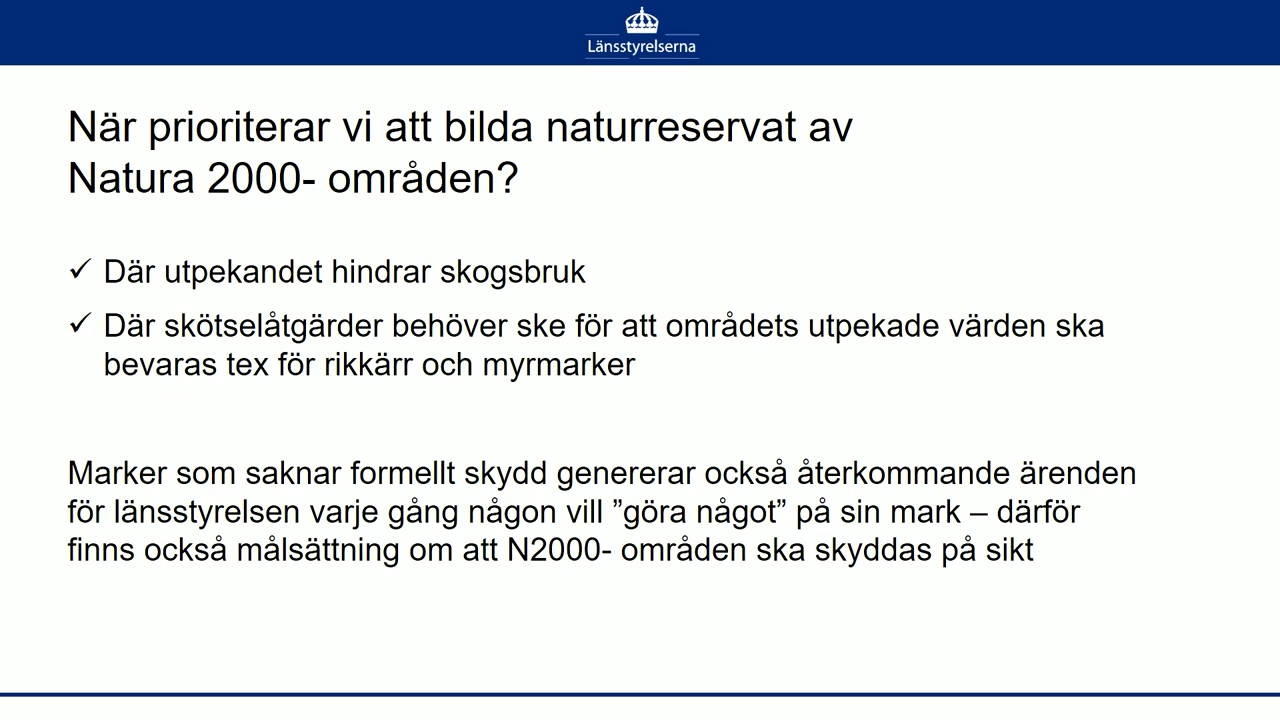 Länsstyrelserna
När prioriterar vi att bilda naturreservat av
Natura 2000- områden?
✓ Där utpekandet hindrar skogsbruk
✓ Där skötselåtgärder behöver ske för att områdets utpekade värden ska
bevaras tex för rikkärr och myrmarker
Marker som saknar formellt skydd genererar också återkommande ärenden
för länsstyrelsen varje gång någon vill ”göra något” på sin mark – därför
finns också målsättning om att N2000- områden ska skyddas på sikt